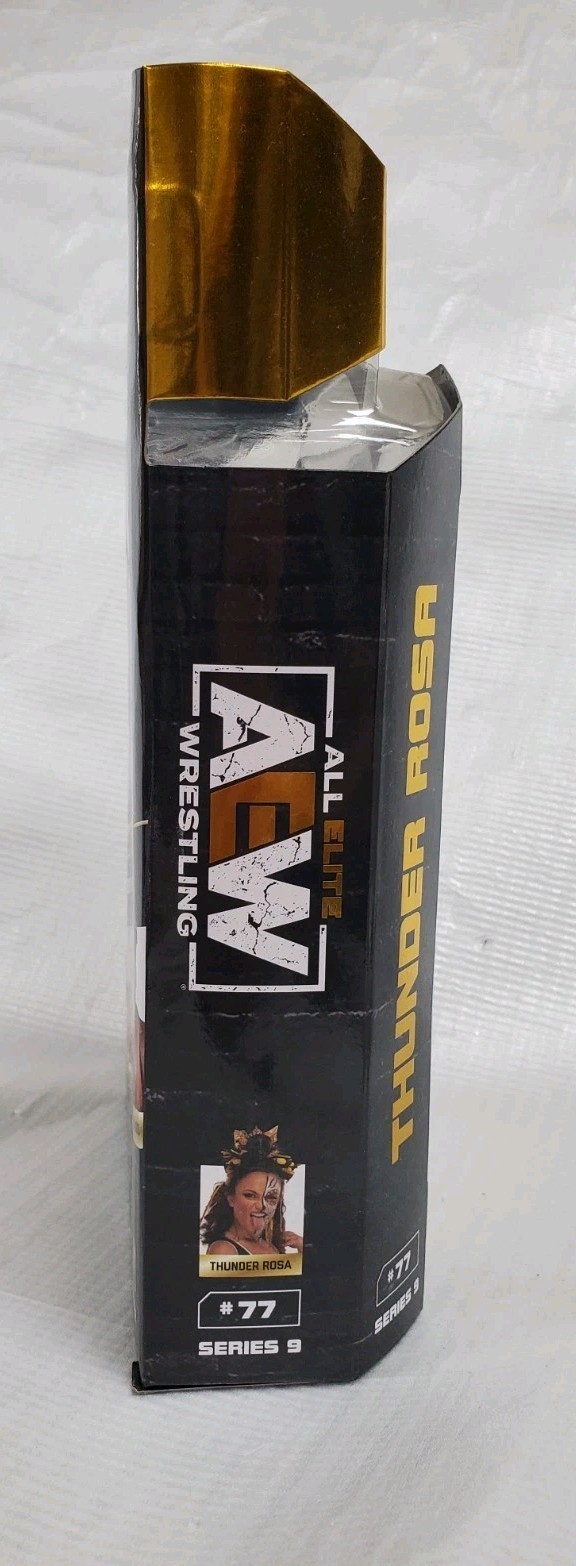 ALL ELITE
AEW
WRESTLING
®
THUNDER ROSA
#77
SERIES 9
THUNDER ROSA
#77
SERIES 9